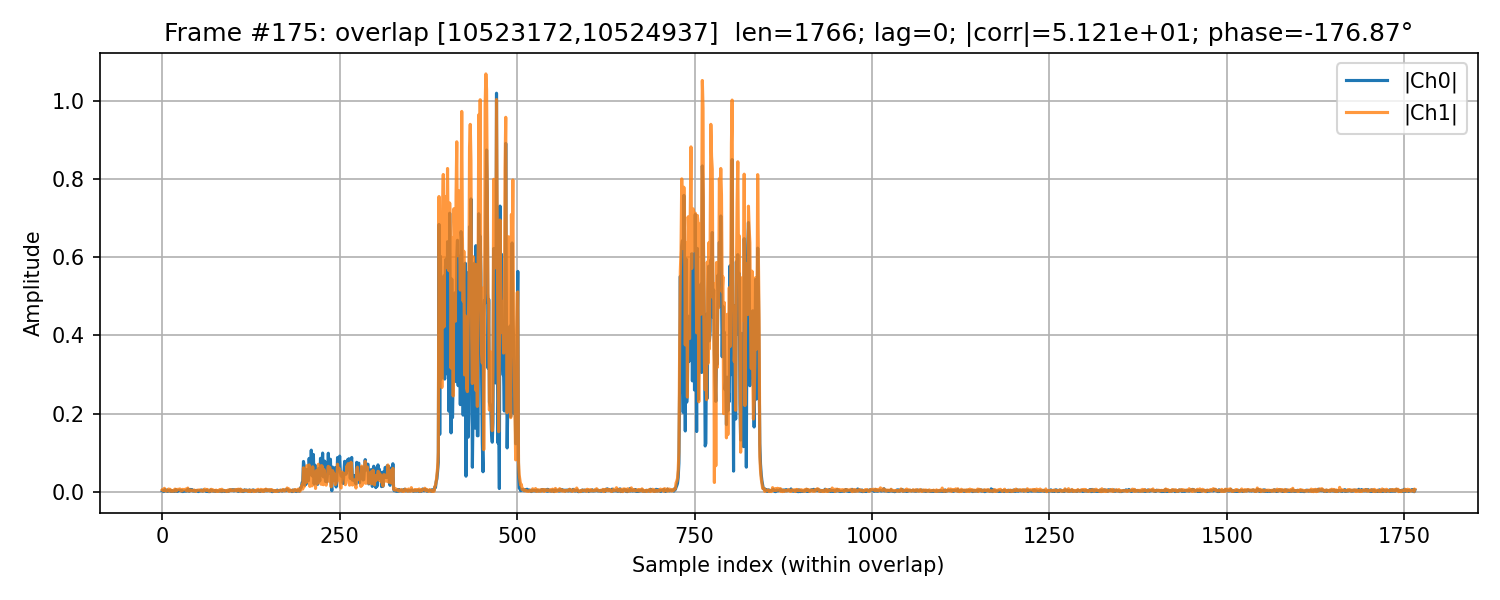 Frame #175: overlap [10523172,10524937]  len=1766; lag=0; |corr|=5.121e+01; phase=-176.87°
|Ch0|
|Ch1|
Amplitude
1.0
0.8
0.6
0.4
0.2
0.0
0
250
500
750
1000
1250
1500
1750
Sample index (within overlap)